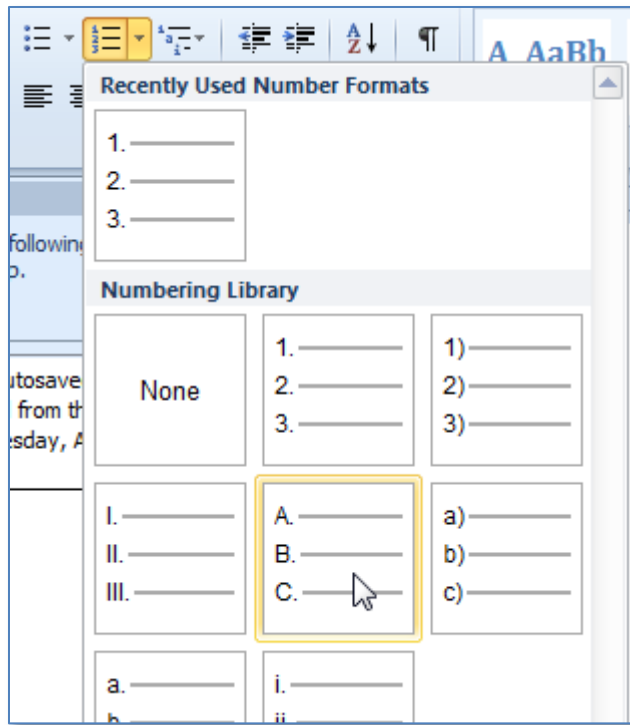 A AaBb
Recently Used Number Formats
1.
2.
3.
following
o.
Numbering Library
None
1.
2.
3.
1)
2)
3)
utosave
from th
esday, A
I.
II.
III.
A.
B.
C.
a)
b)
c)
a.
b.
i.
ii.